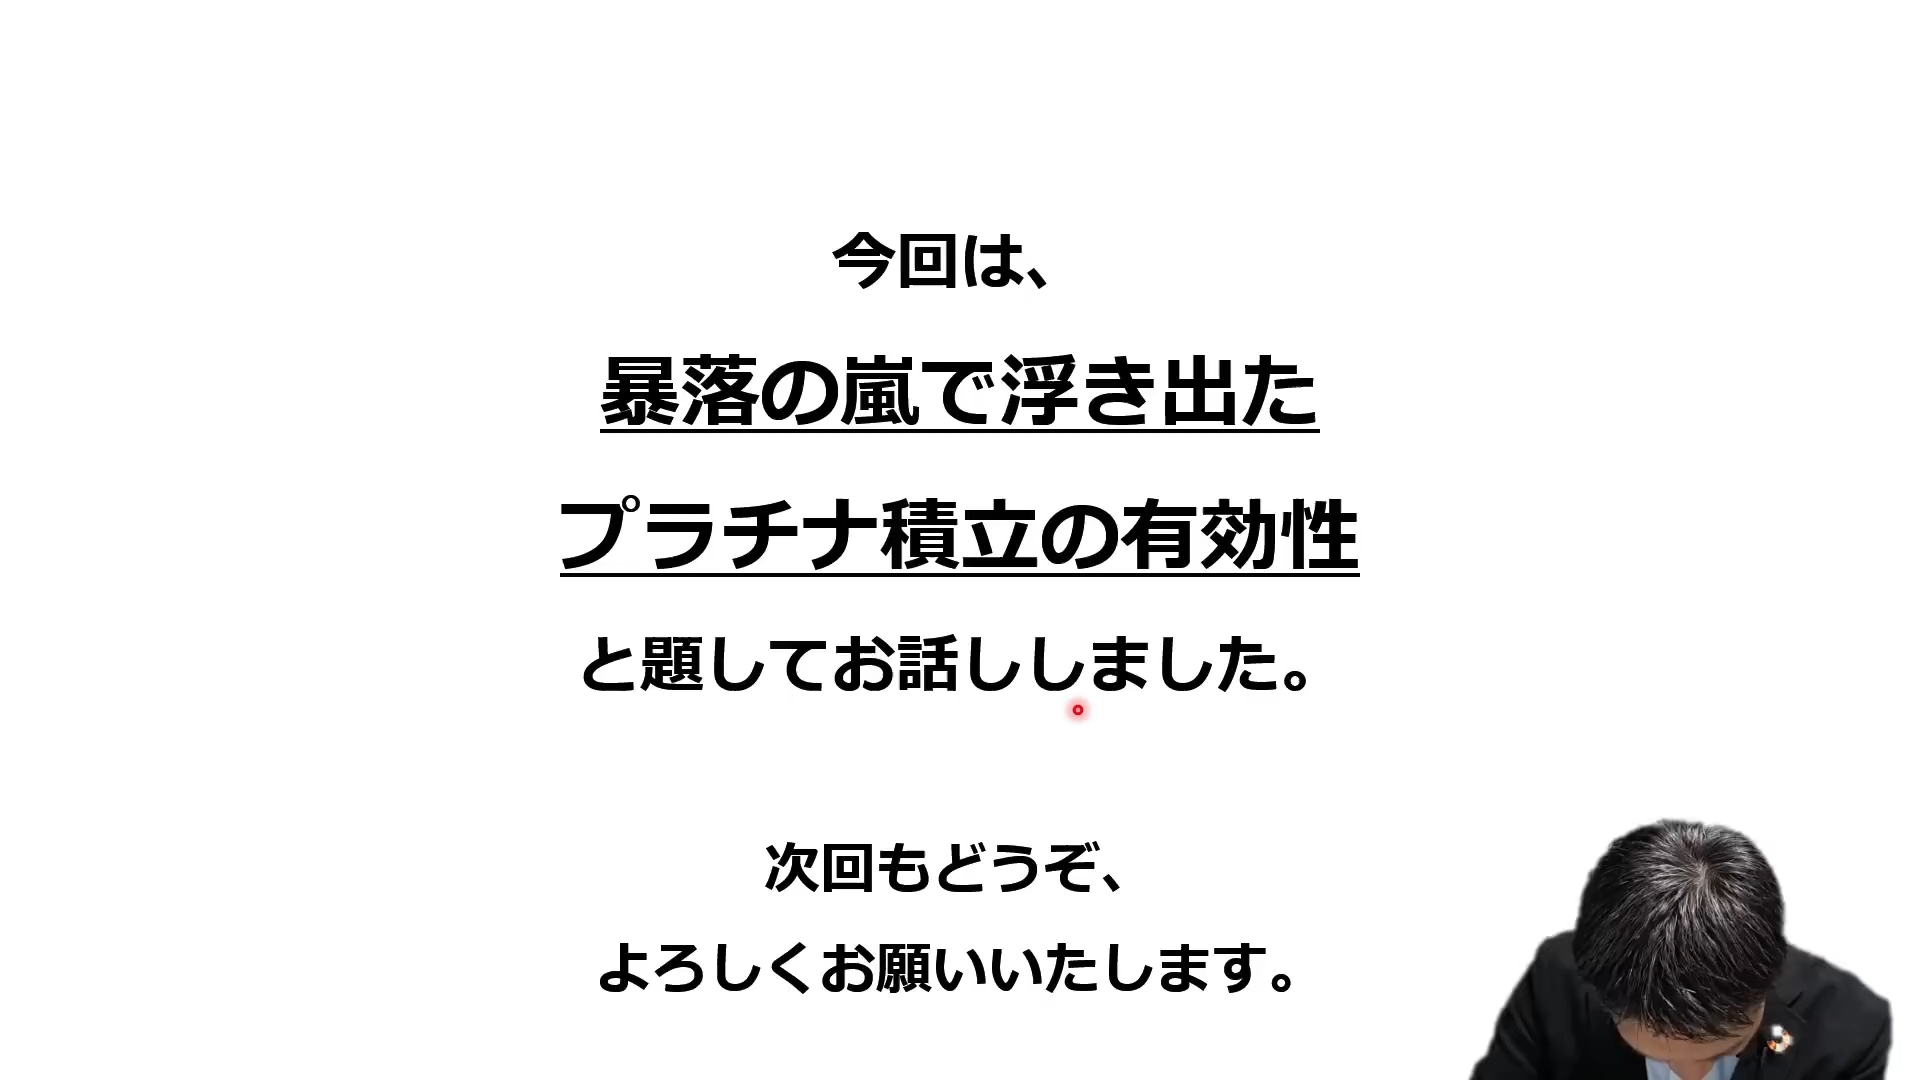 今回は、
暴落の嵐で浮き出た
プラチナ積立の有効性
と題してお話ししました。
次回もどうぞ、
よろしくお願いいたします。